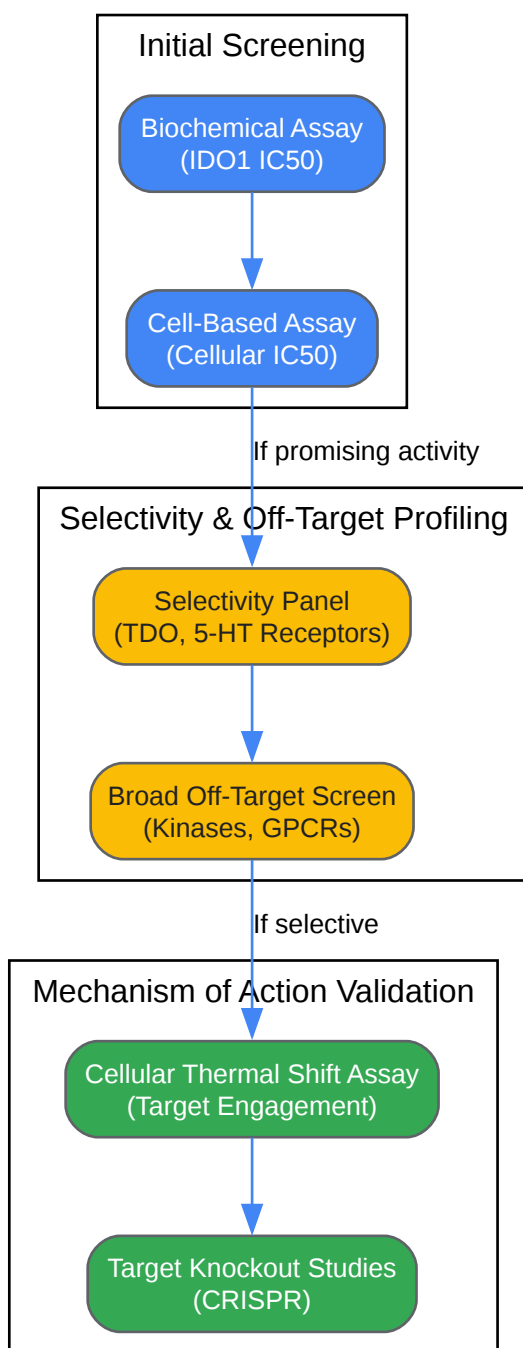 Initial Screening
Biochemical Assay
(IDO1 IC50)
Cell-Based Assay
(Cellular IC50)
If promising activity
Selectivity & Off-Target Profiling
Selectivity Panel
(TDO, 5-HT Receptors)
Broad Off-Target Screen
(Kinases, GPCRs)
If selective
Mechanism of Action Validation
Cellular Thermal Shift Assay
(Target Engagement)
Target Knockout Studies
(CRISPR)